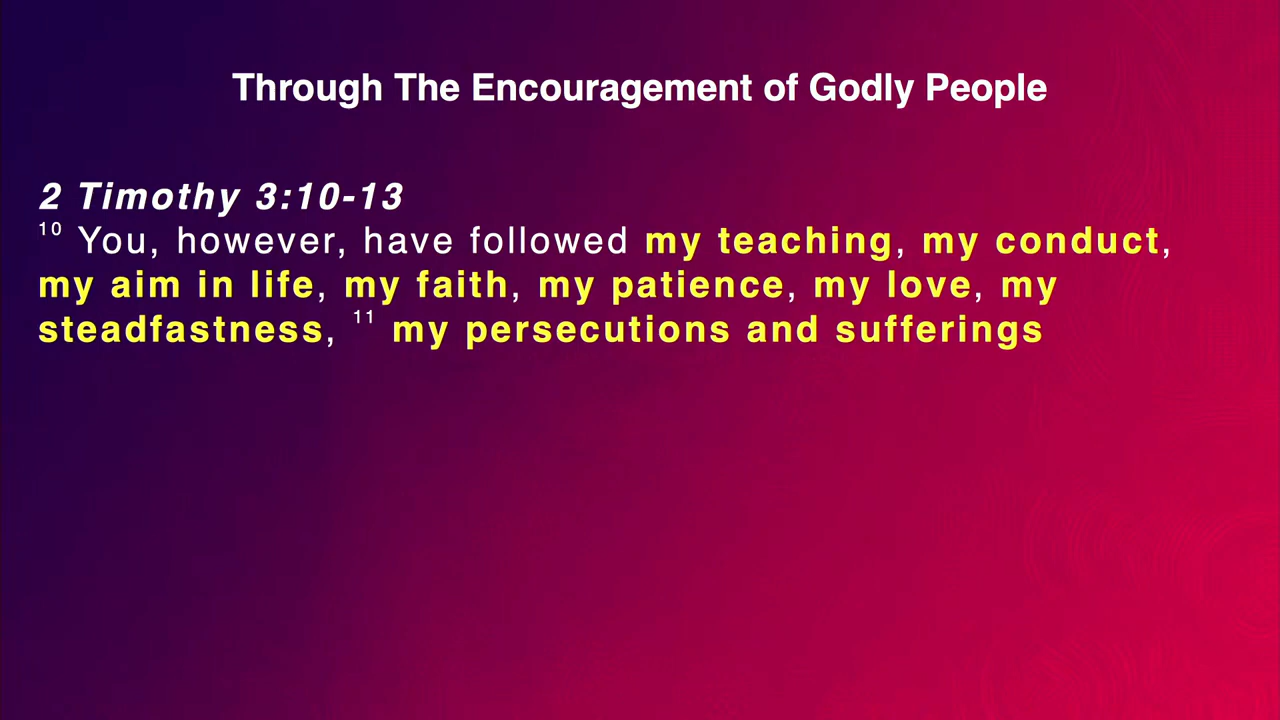 Through The Encouragement of Godly People
2 Timothy 3:10-13
10 You, however, have followed my teaching, my conduct,
my aim in life, my faith, my patience, my love, my
steadfastness, 11 my persecutions and sufferings